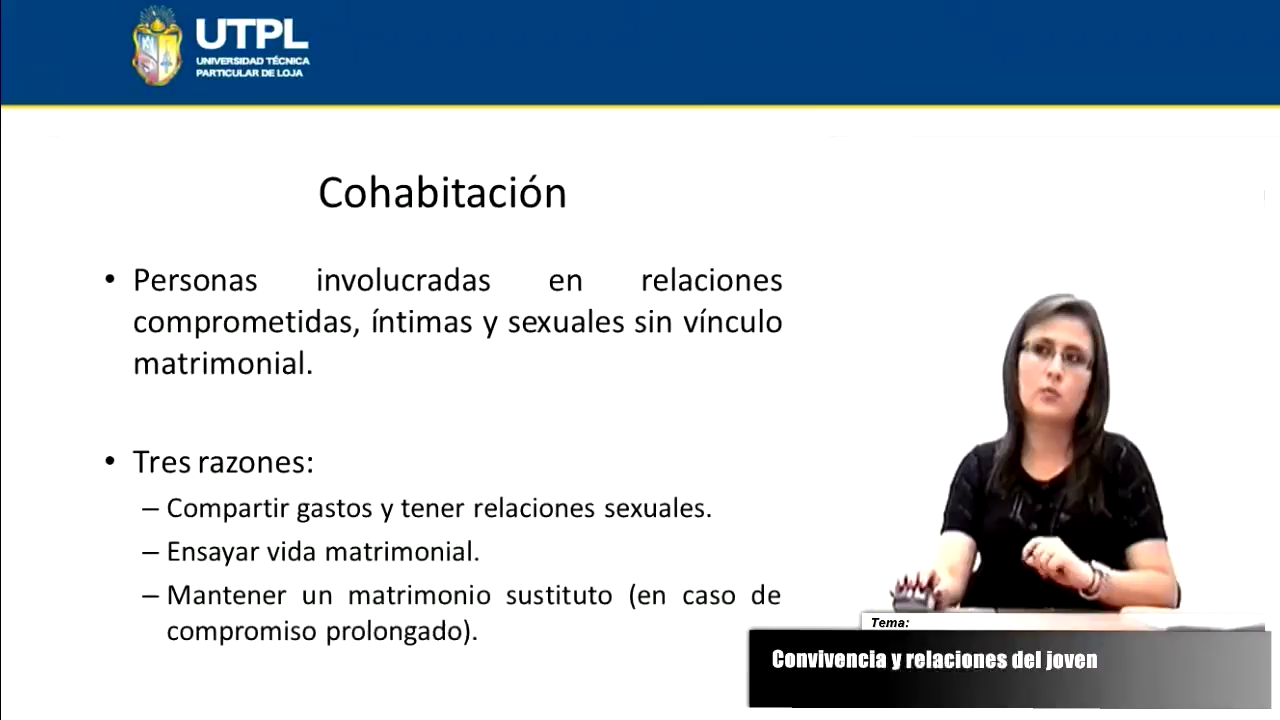 UTPL
UNIVERSIDAD TÉCNICA
PARTICULAR DE LOJA
Cohabitación
• Personas involucradas en relaciones
comprometidas, íntimas y sexuales sin vínculo
matrimonial.
• Tres razones:
– Compartir gastos y tener relaciones sexuales.
– Ensayar vida matrimonial.
– Mantener un matrimonio sustituto (en caso de
compromiso prolongado).
Tema:
Convivencia y relaciones del joven